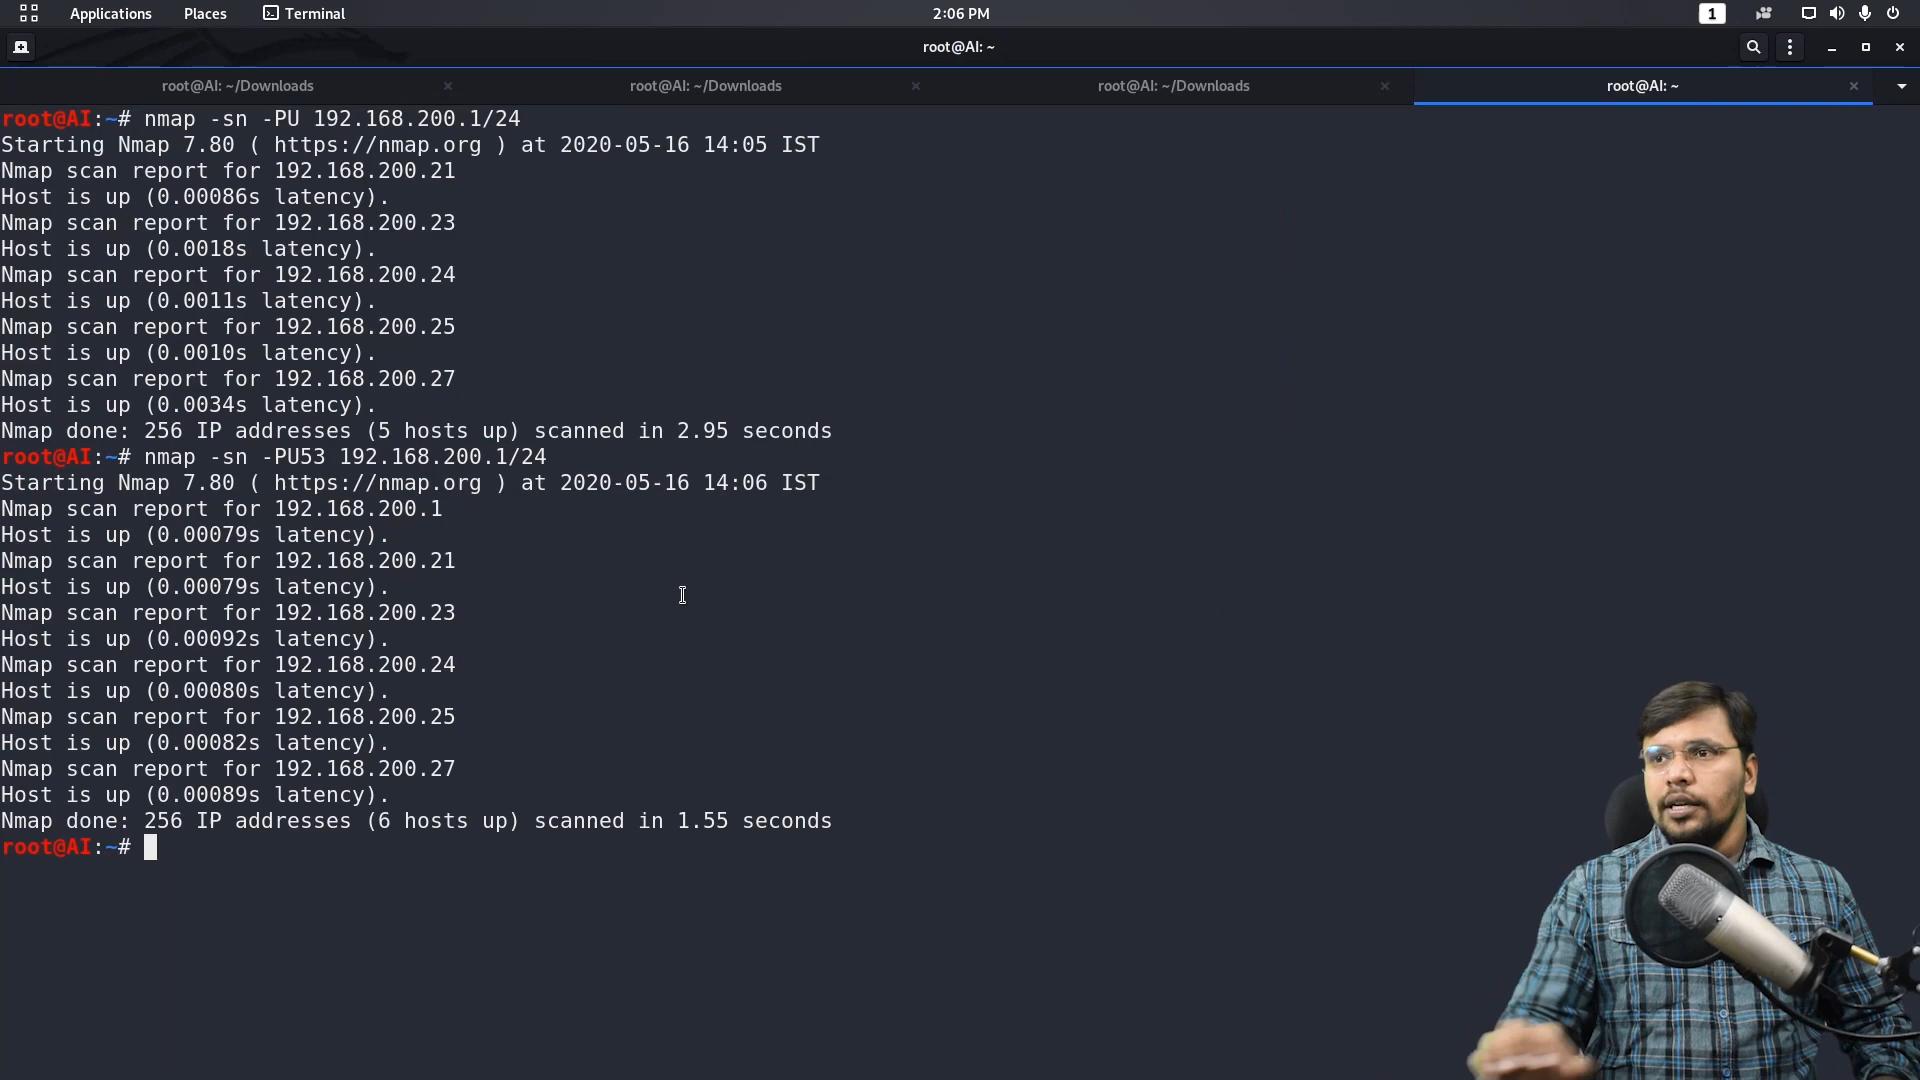 Applications Places Terminal 2:06 PM 1
root@AI: ~
root@AI: ~/Downloads root@AI: ~/Downloads root@AI: ~/Downloads root@AI: ~
root@AI:~# nmap -sn -PU 192.168.200.1/24
Starting Nmap 7.80 ( https://nmap.org ) at 2020-05-16 14:05 IST
Nmap scan report for 192.168.200.21
Host is up (0.00086s latency).
Nmap scan report for 192.168.200.23
Host is up (0.0018s latency).
Nmap scan report for 192.168.200.24
Host is up (0.0011s latency).
Nmap scan report for 192.168.200.25
Host is up (0.0010s latency).
Nmap scan report for 192.168.200.27
Host is up (0.0034s latency).
Nmap done: 256 IP addresses (5 hosts up) scanned in 2.95 seconds
root@AI:~# nmap -sn -PU53 192.168.200.1/24
Starting Nmap 7.80 ( https://nmap.org ) at 2020-05-16 14:06 IST
Nmap scan report for 192.168.200.1
Host is up (0.00079s latency).
Nmap scan report for 192.168.200.21
Host is up (0.00079s latency).
Nmap scan report for 192.168.200.23
Host is up (0.00092s latency).
Nmap scan report for 192.168.200.24
Host is up (0.00080s latency).
Nmap scan report for 192.168.200.25
Host is up (0.00082s latency).
Nmap scan report for 192.168.200.27
Host is up (0.00089s latency).
Nmap done: 256 IP addresses (6 hosts up) scanned in 1.55 seconds
root@AI:~#